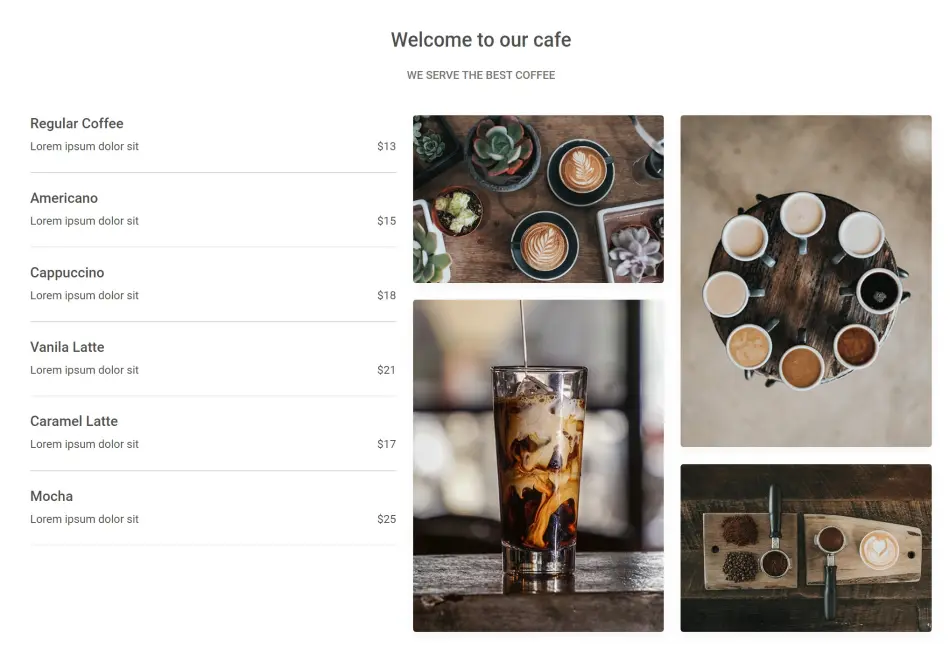 Welcome to our cafe
WE SERVE THE BEST COFFEE
Regular Coffee
Lorem ipsum dolor sit $13
Americano
Lorem ipsum dolor sit $15
Cappuccino
Lorem ipsum dolor sit $18
Vanila Latte
Lorem ipsum dolor sit $21
Caramel Latte
Lorem ipsum dolor sit $17
Mocha
Lorem ipsum dolor sit $25